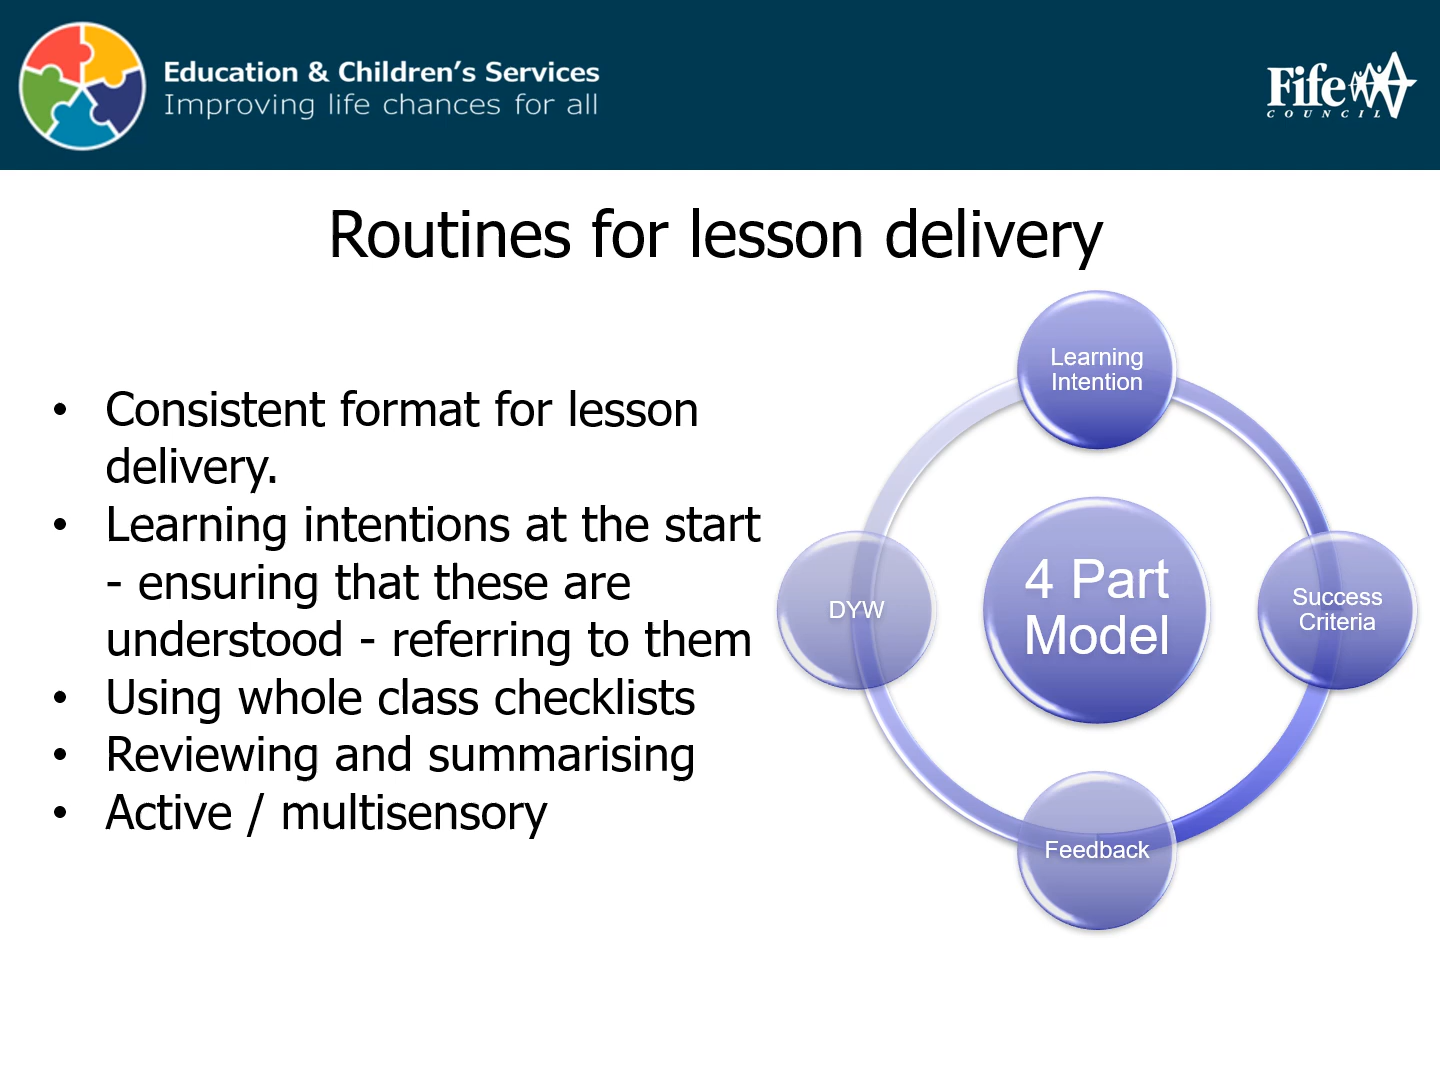 Education & Children's Services
Improving life chances for all
Fife
COUNCIL
Routines for lesson delivery
• Consistent format for lesson
delivery.
• Learning intentions at the start
- ensuring that these are
understood - referring to them
• Using whole class checklists
• Reviewing and summarising
• Active / multisensory
Learning
Intention
4 Part
Model
DYW
Success
Criteria
Feedback